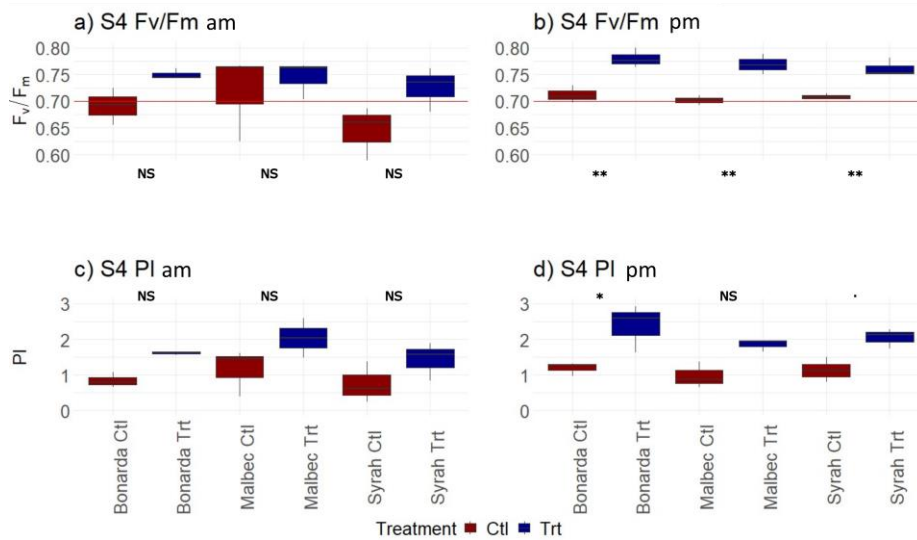 a) S4 Fv/Fm am
b) S4 Fv/Fm pm
0.80
0.75
0.70
0.65
0.60
Fv/Fm
NS NS NS
0.80
0.75
0.70
0.65
0.60
** ** **
c) S4 PI am
d) S4 PI pm
NS NS NS
* NS .
3
2
1
0
PI
3
2
1
0
Bonarda Ctl
Bonarda Trt
Malbec Ctl
Malbec Trt
Syrah Ctl
Syrah Trt
Bonarda Ctl
Bonarda Trt
Malbec Ctl
Malbec Trt
Syrah Ctl
Syrah Trt
Treatment Ctl Trt